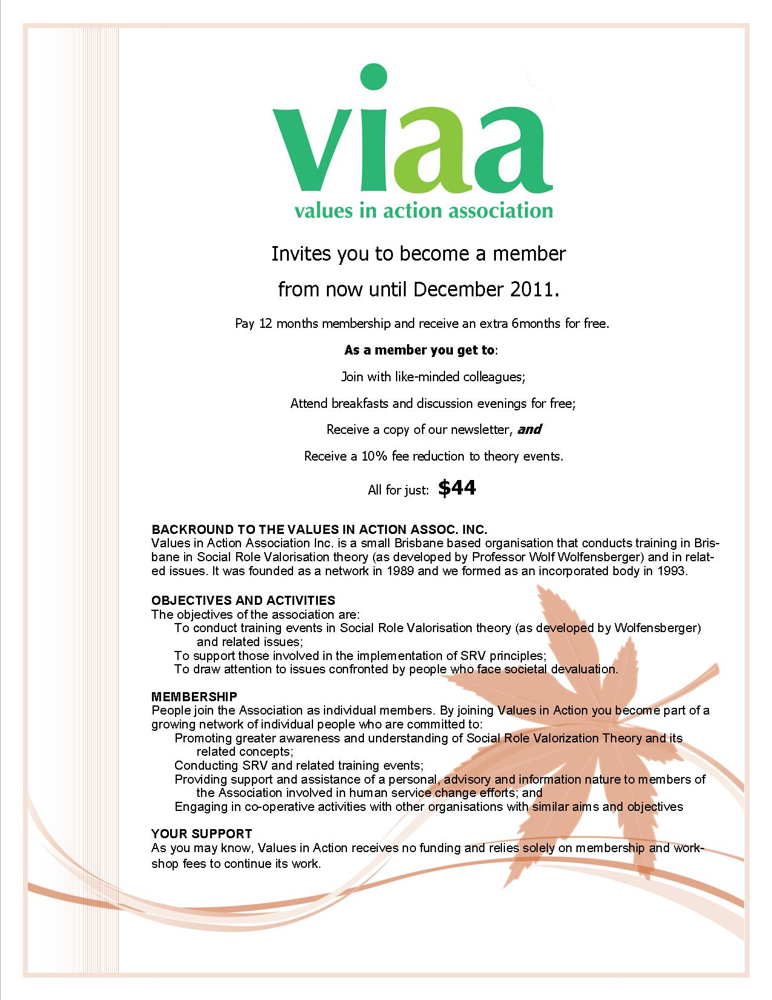 viaa
values in action association
Invites you to become a member
from now until December 2011.
Pay 12 months membership and receive an extra 6months for free.
As a member you get to:
Join with like-minded colleagues;
Attend breakfasts and discussion evenings for free;
Receive a copy of our newsletter, and
Receive a 10% fee reduction to theory events.
All for just: $44
BACKROUND TO THE VALUES IN ACTION ASSOC. INC.
Values in Action Association Inc. is a small Brisbane based organisation that conducts training in Bris-
bane in Social Role Valorisation theory (as developed by Professor Wolf Wolfensberger) and in relat-
ed issues. It was founded as a network in 1989 and we formed as an incorporated body in 1993.
OBJECTIVES AND ACTIVITIES
The objectives of the association are:
To conduct training events in Social Role Valorisation theory (as developed by Wolfensberger)
and related issues;
To support those involved in the implementation of SRV principles;
To draw attention to issues confronted by people who face societal devaluation.
MEMBERSHIP
People join the Association as individual members. By joining Values in Action you become part of a
growing network of individual people who are committed to:
Promoting greater awareness and understanding of Social Role Valorization Theory and its
related concepts;
Conducting SRV and related training events;
Providing support and assistance of a personal, advisory and information nature to members of
the Association involved in human service change efforts; and
Engaging in co-operative activities with other organisations with similar aims and objectives
YOUR SUPPORT
As you may know, Values in Action receives no funding and relies solely on membership and work-
shop fees to continue its work.